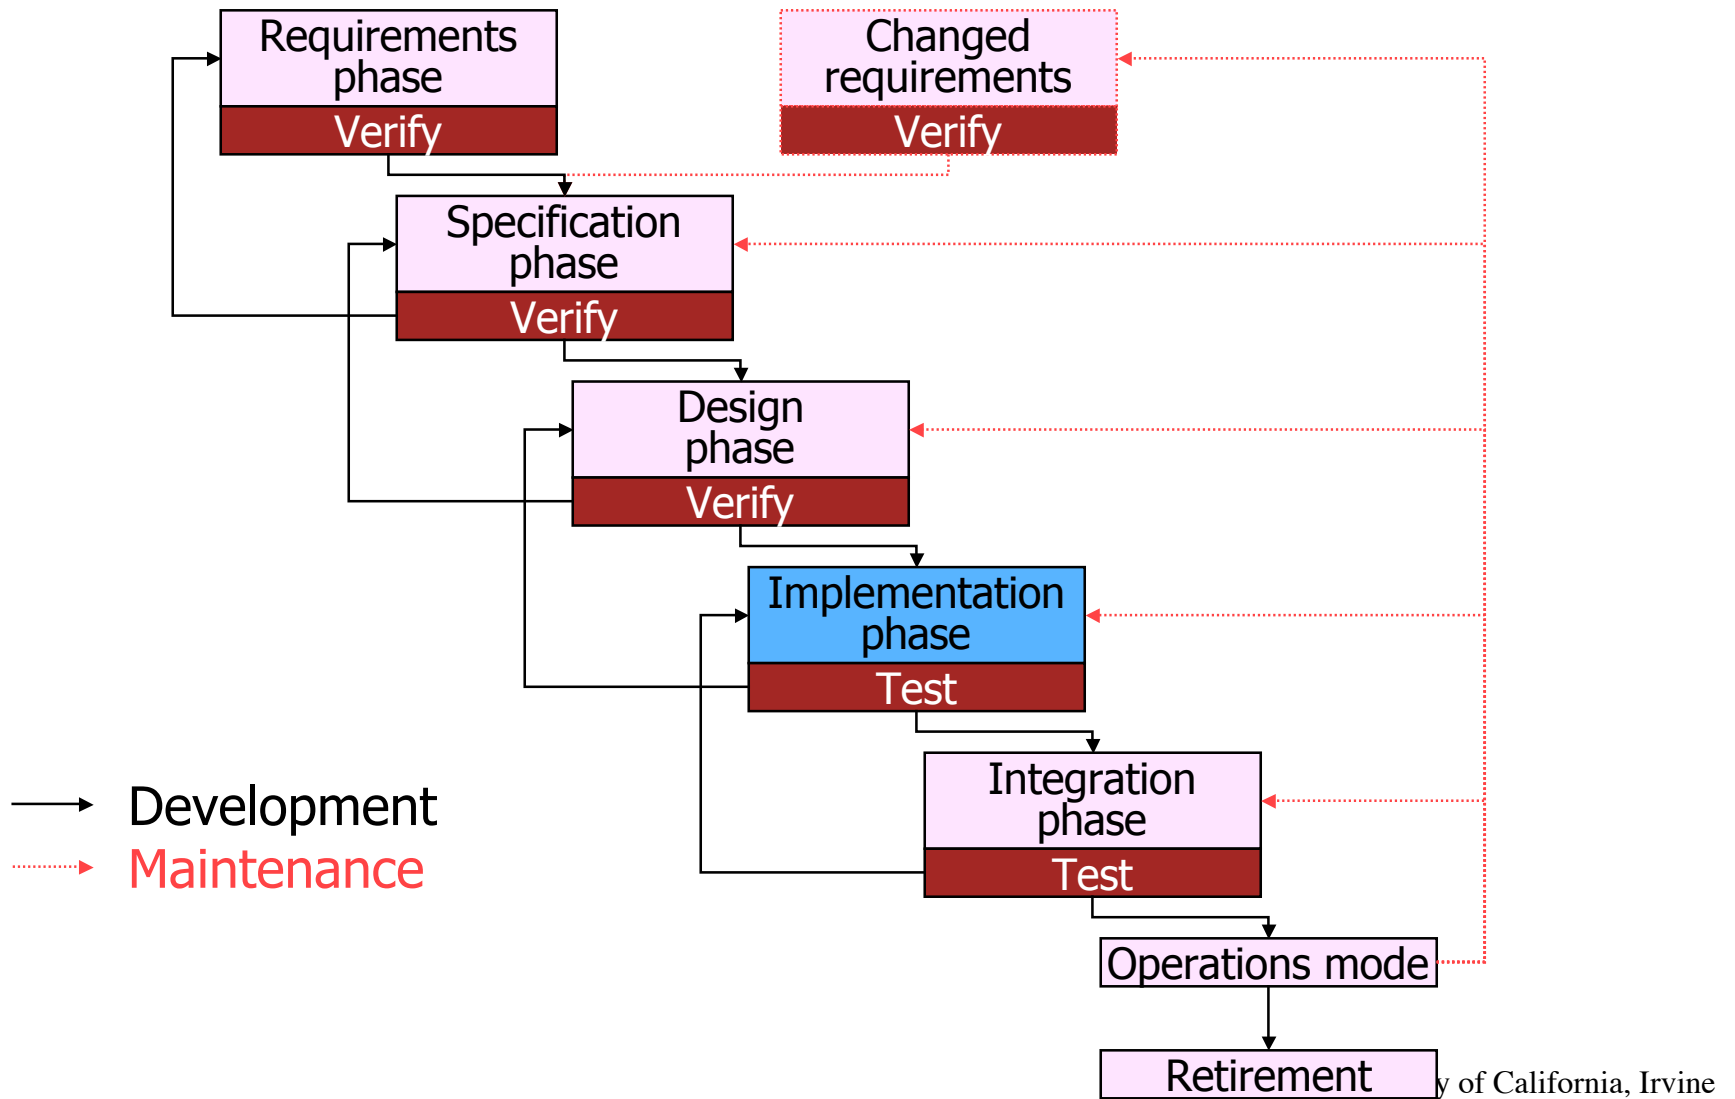 Requirements
phase
Verify
Changed
requirements
Verify
Specification
phase
Verify
Design
phase
Verify
Implementation
phase
Test
Integration
phase
Test
Development
Maintenance
Operations mode
Retirement
of California, Irvine